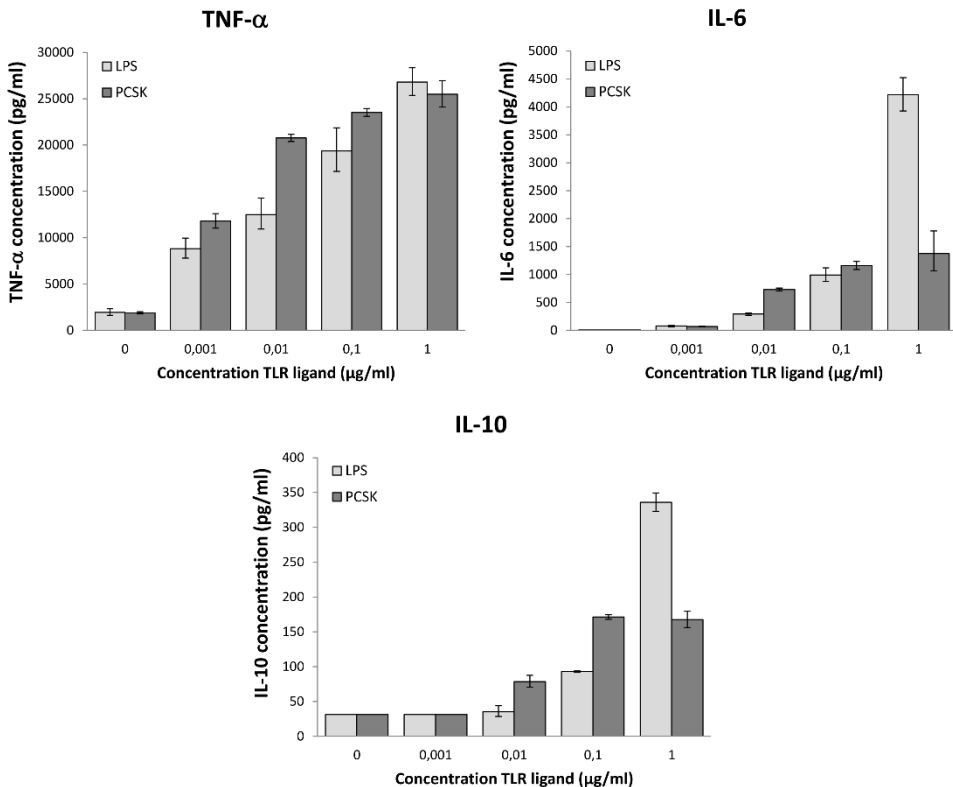 TNF-α
TNF-α concentration (pg/ml)
30000
25000
20000
15000
10000
5000
0
LPS
PCSK
0
0,001
0,01
0,1
1
Concentration TLR ligand (µg/ml)
IL-6
IL-6 concentration (pg/ml)
5000
4500
4000
3500
3000
2500
2000
1500
1000
500
0
LPS
PCSK
0
0,001
0,01
0,1
1
Concentration TLR ligand (µg/ml)
IL-10
IL-10 concentration (pg/ml)
400
350
300
250
200
150
100
50
0
LPS
PCSK
0
0,001
0,01
0,1
1
Concentration TLR ligand (µg/ml)